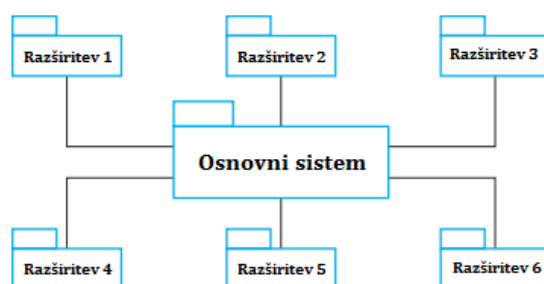 Razširitev 1
Razširitev 2
Razširitev 3
Osnovni sistem
Razširitev 4
Razširitev 5
Razširitev 6